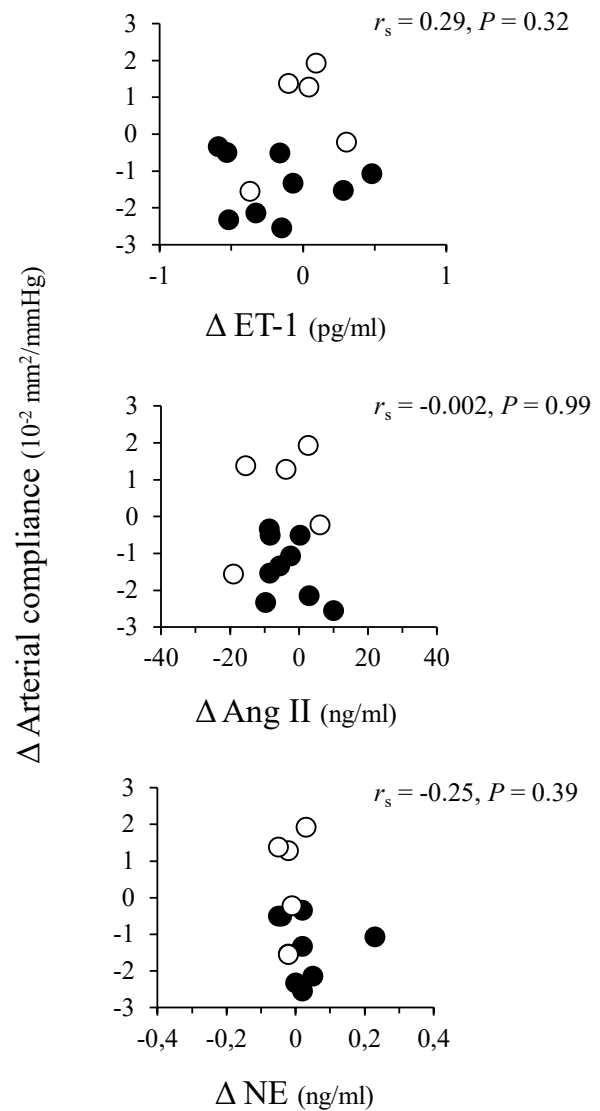 rs = 0.29, P = 0.32
3
2
1
0
-1
-2
-3
-1 0 1
Δ ET-1 (pg/ml)
Δ Arterial compliance (10-2 mm2/mmHg)
rs = -0.002, P = 0.99
3
2
1
0
-1
-2
-3
-40 -20 0 20 40
Δ Ang II (ng/ml)
rs = -0.25, P = 0.39
3
2
1
0
-1
-2
-3
-0,4 -0,2 0 0,2 0,4
Δ NE (ng/ml)